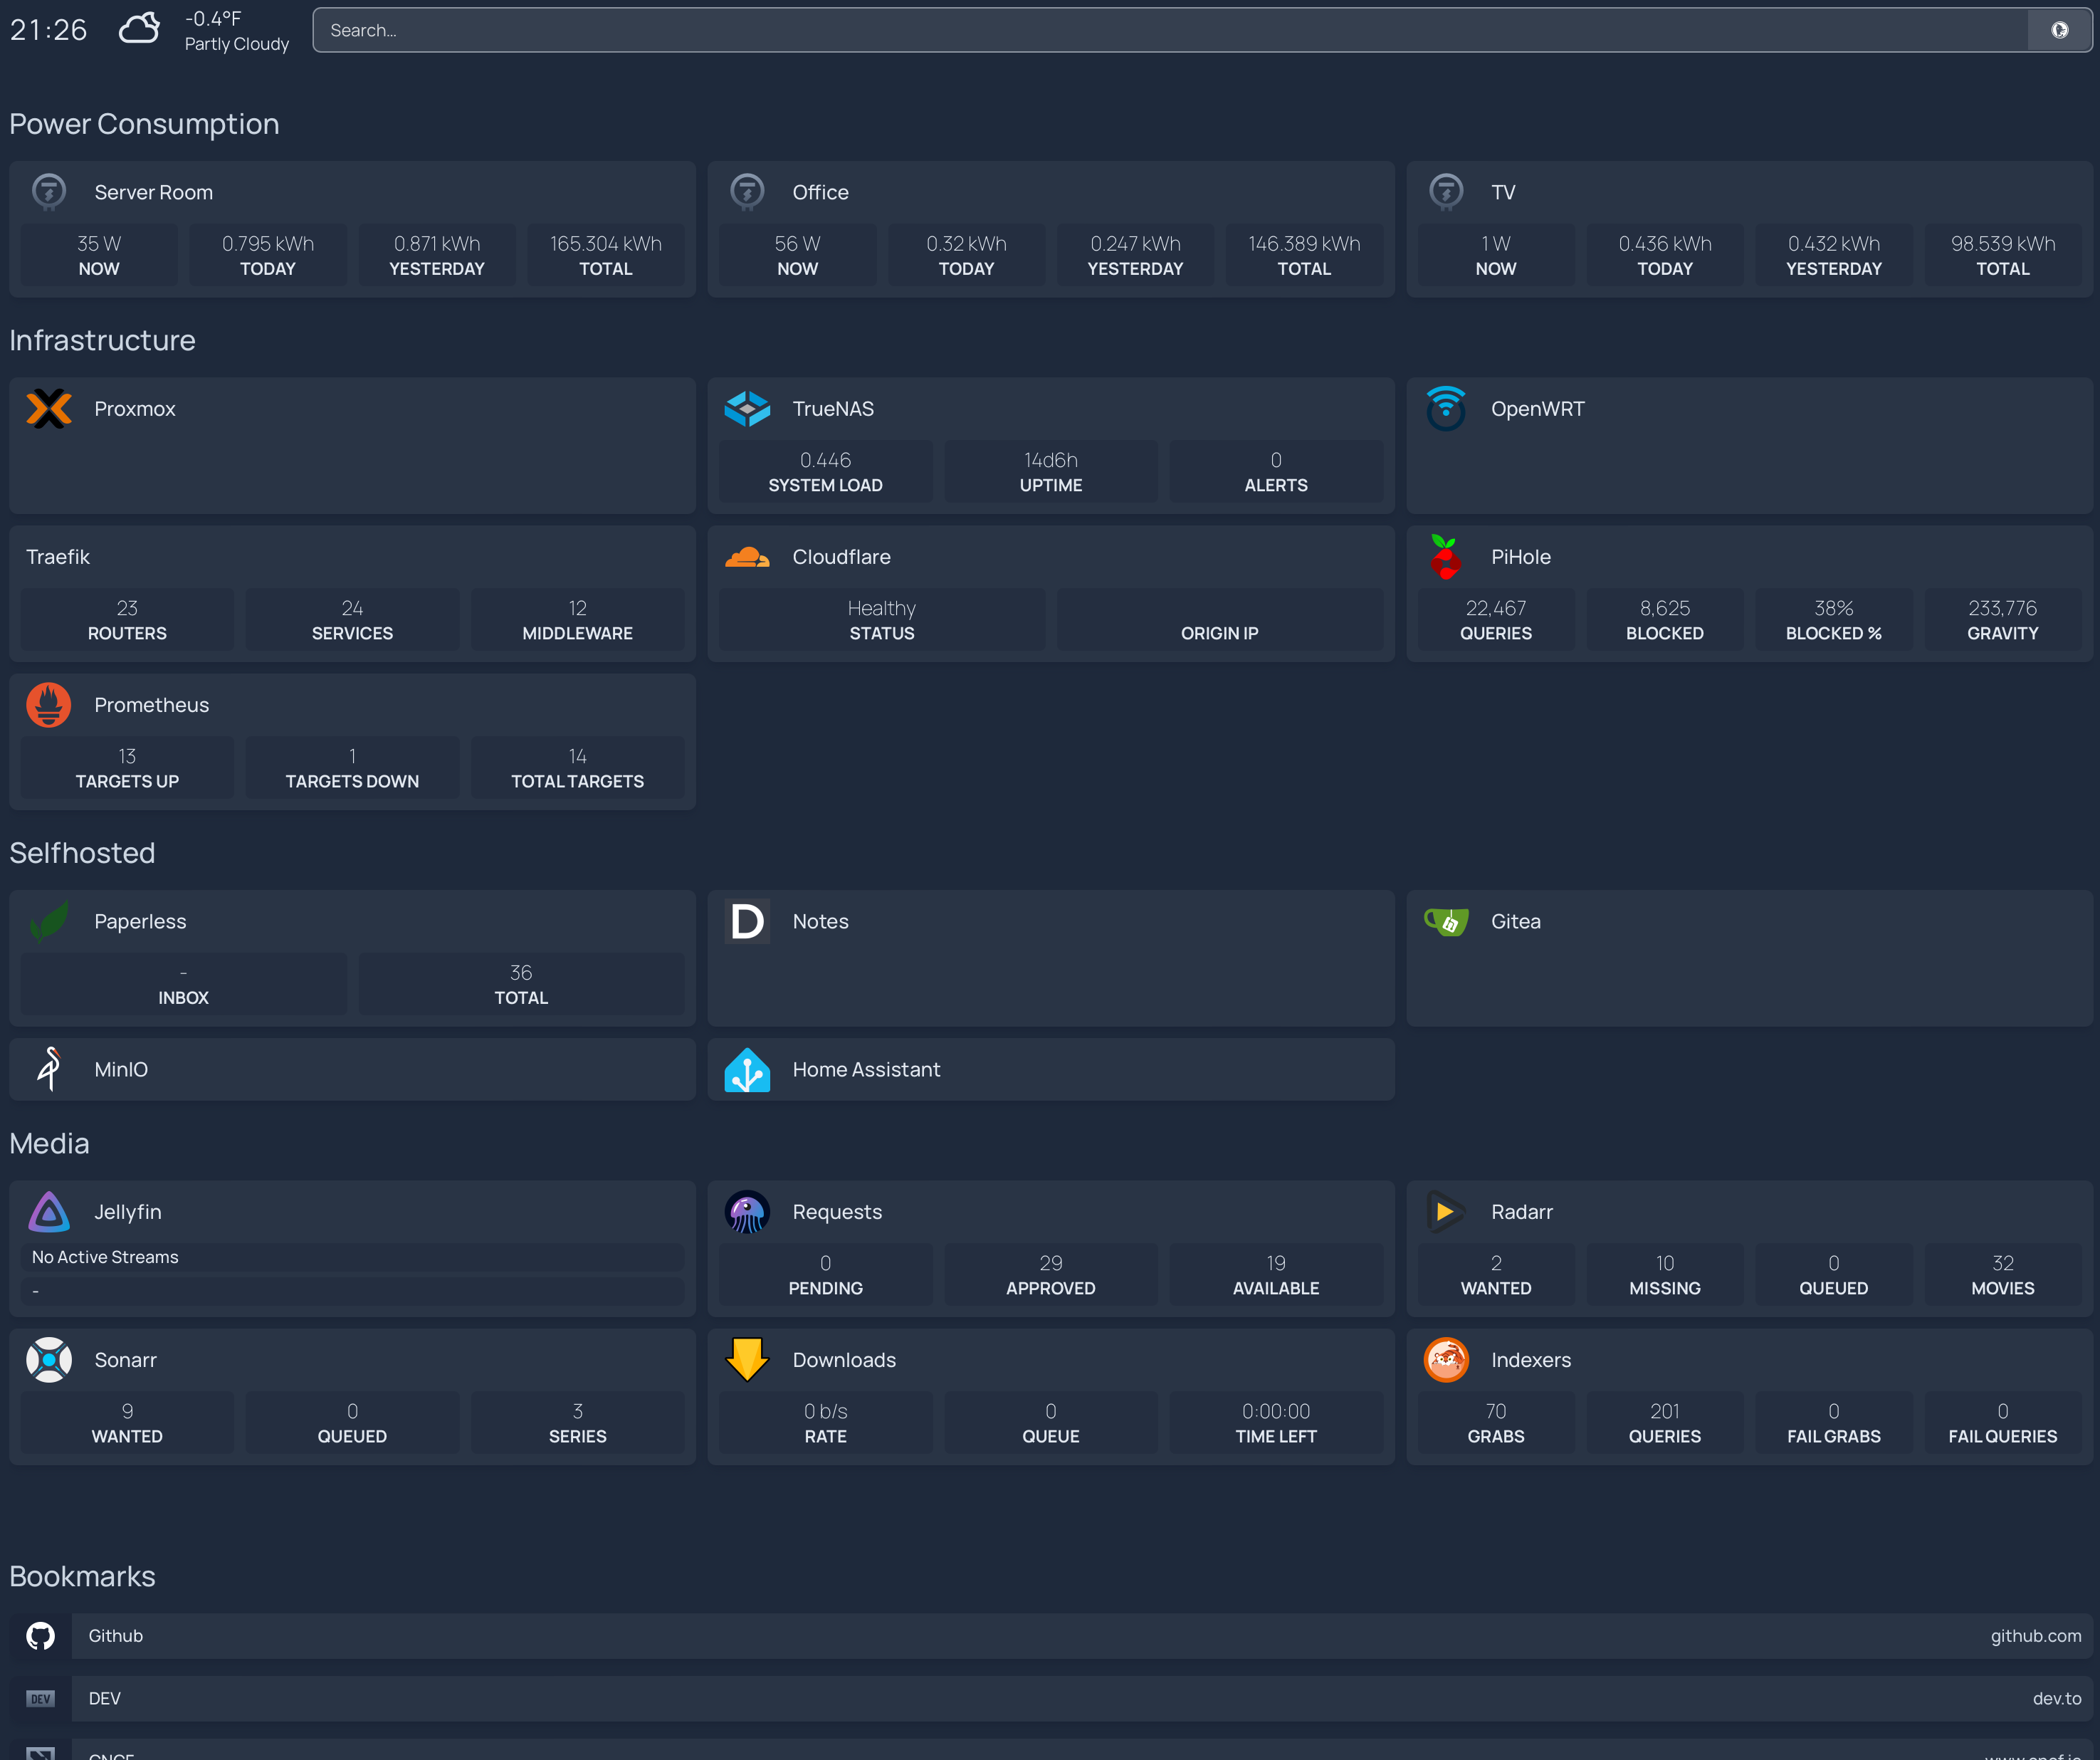 21:26
-0.4°F
Partly Cloudy
Search...
Power Consumption
Server Room
35 W
NOW
0.795 kWh
TODAY
0.871 kWh
YESTERDAY
165.304 kWh
TOTAL
Office
56 W
NOW
0.32 kWh
TODAY
0.247 kWh
YESTERDAY
146.389 kWh
TOTAL
TV
1 W
NOW
0.436 kWh
TODAY
0.432 kWh
YESTERDAY
98.539 kWh
TOTAL
Infrastructure
Proxmox
TrueNAS
0.446
SYSTEM LOAD
14d6h
UPTIME
0
ALERTS
OpenWRT
Traefik
23
ROUTERS
24
SERVICES
12
MIDDLEWARE
Cloudflare
Healthy
STATUS
ORIGIN IP
PiHole
22,467
QUERIES
8,625
BLOCKED
38%
BLOCKED %
233,776
GRAVITY
Prometheus
13
TARGETS UP
1
TARGETS DOWN
14
TOTAL TARGETS
Selfhosted
Paperless
-
INBOX
36
TOTAL
D
Notes
Gitea
MinIO
Home Assistant
Media
Jellyfin
No Active Streams
-
Requests
0
PENDING
29
APPROVED
19
AVAILABLE
Radarr
2
WANTED
10
MISSING
0
QUEUED
32
MOVIES
Sonarr
9
WANTED
0
QUEUED
3
SERIES
Downloads
0 b/s
RATE
0
QUEUE
0:00:00
TIME LEFT
Indexers
70
GRABS
201
QUERIES
0
FAIL GRABS
0
FAIL QUERIES
Bookmarks
Github
github.com
DEV
DEV
dev.to
CNCF
www.cncf.io